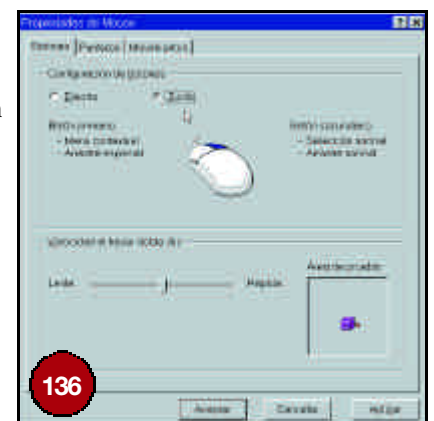 Propiedades de Mouse
Botones Punteros Movimientos
Configuración de botones
Diestro Zurdo
Botón primario Botón secundario
- Menú contextual - Selección normal
- Arrastre especial - Arrastre normal
Velocidad al hacer doble clic
Área de prueba:
Lenta Rápida
136
Aceptar Cancelar Aplicar